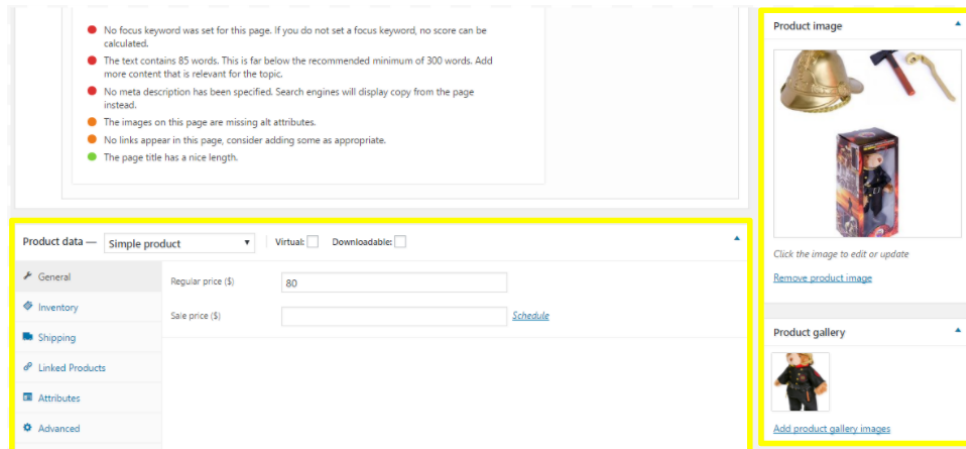 No focus keyword was set for this page. If you do not set a focus keyword, no score can be
calculated.
The text contains 85 words. This is far below the recommended minimum of 300 words. Add
more content that is relevant for the topic.
No meta description has been specified. Search engines will display copy from the page
instead.
The images on this page are missing alt attributes.
No links appear in this page, consider adding some as appropriate.
The page title has a nice length.
Product data — Simple product Virtual: Downloadable:
General
Regular price ($) 80
Inventory
Sale price ($) Schedule
Shipping
Linked Products
Attributes
Advanced
Product image
Click the image to edit or update
Remove product image
Product gallery
Add product gallery images